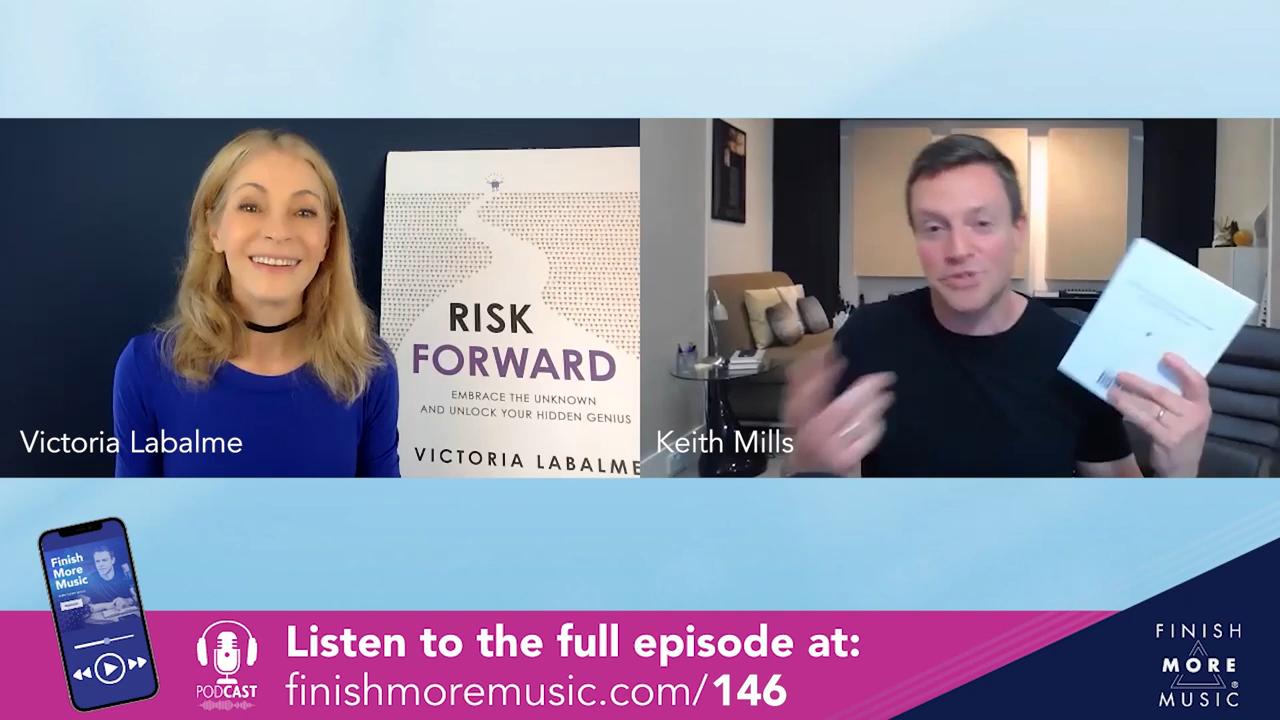 RISK
FORWARD
EMBRACE THE UNKNOWN
AND UNLOCK YOUR HIDDEN GENIUS
VICTORIA LABALME
Victoria Labalme
Keith Mills
Finish
More
Music
PODCAST
Listen to the full episode at:
finishmoremusic.com/146
FINISH
MORE
MUSIC®